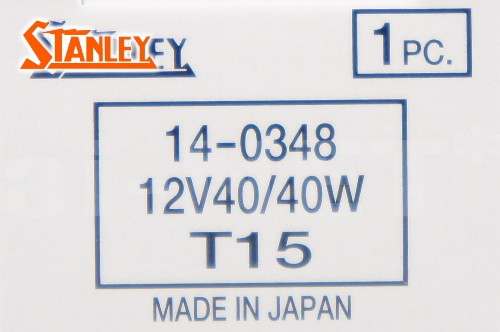 STANLEY
1 PC.
14-0348
12V40/40W
T15
MADE IN JAPAN